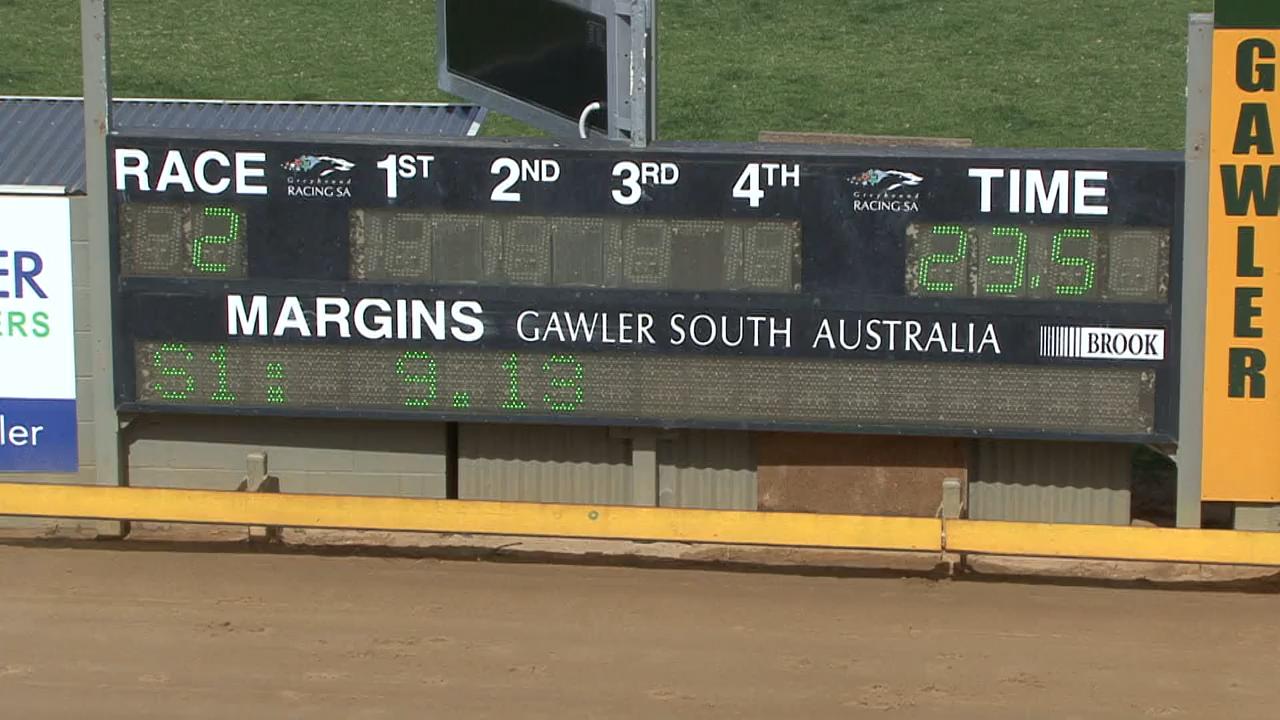 RACE
Greyhound
RACING SA
1ST
2ND
3RD
4TH
Greyhound
RACING SA
TIME
2
23.5
MARGINS
GAWLER SOUTH AUSTRALIA
BROOK
S1: 9.13
ER
ERS
ler
GAWLER